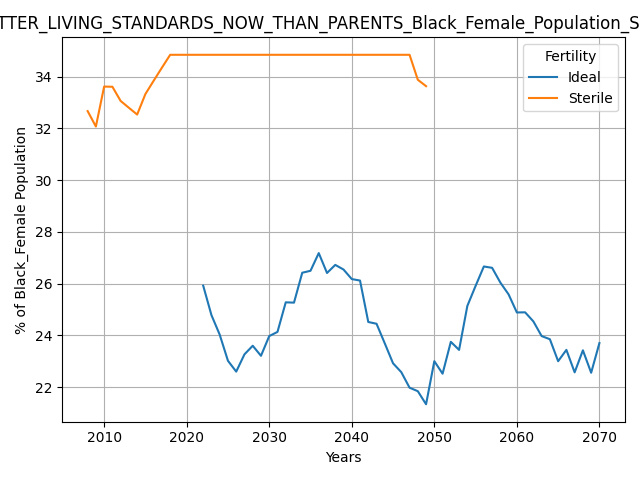 TTER_LIVING_STANDARDS_NOW_THAN_PARENTS_Black_Female_Population_S
Fertility
Ideal
Sterile
% of Black_Female Population
34
32
30
28
26
24
22
2010 2020 2030 2040 2050 2060 2070
Years